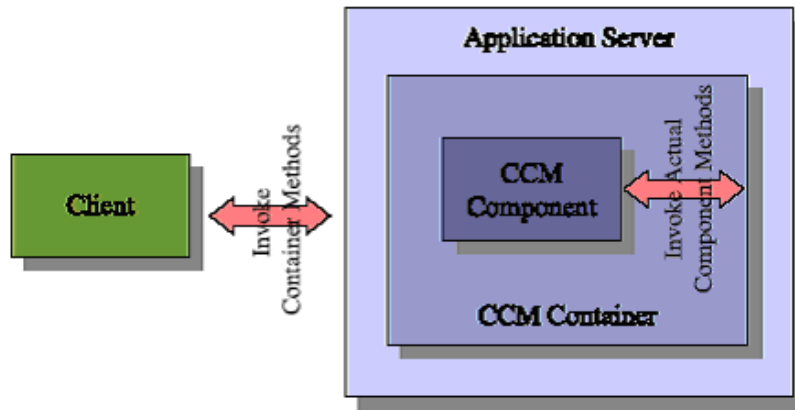 Application Server
Client
Invoke
Container Methods
CCM
Component
Invoke Actual
Component Methods
CCM Container